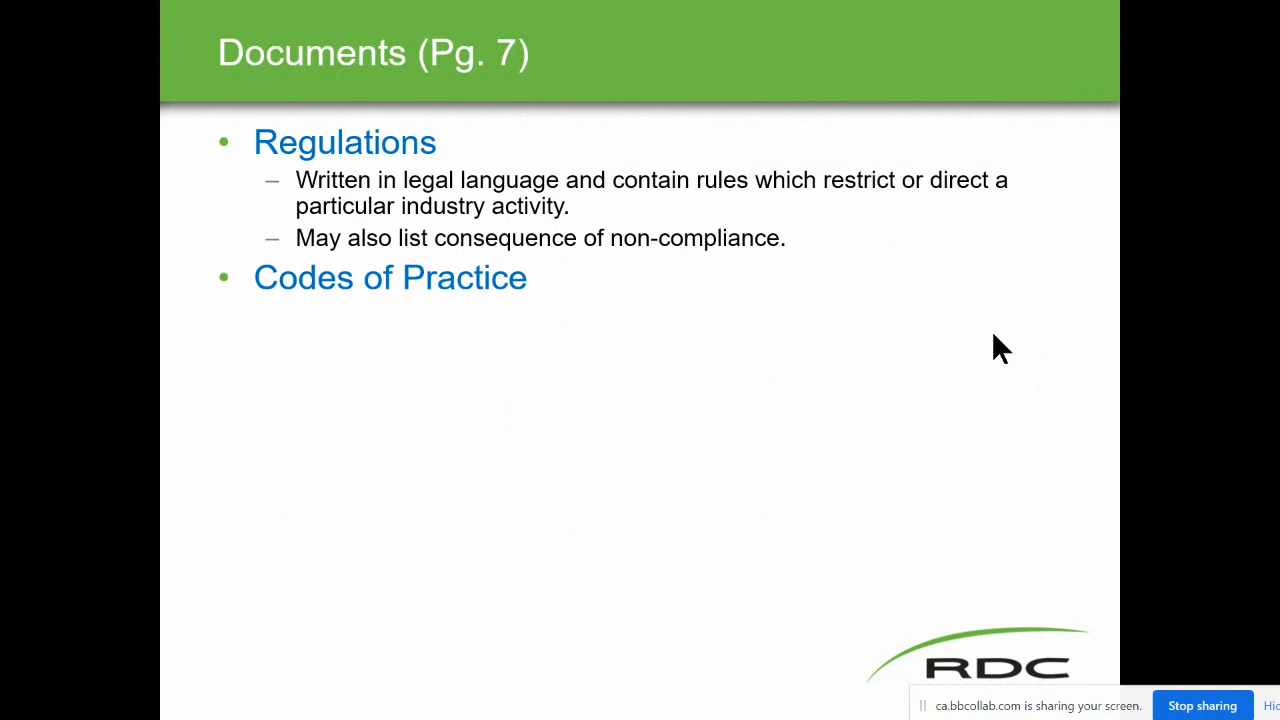 Documents (Pg. 7)
• Regulations
– Written in legal language and contain rules which restrict or direct a
particular industry activity.
– May also list consequence of non-compliance.
• Codes of Practice
RDC
ca.bbcollab.com is sharing your screen. Stop sharing Hic